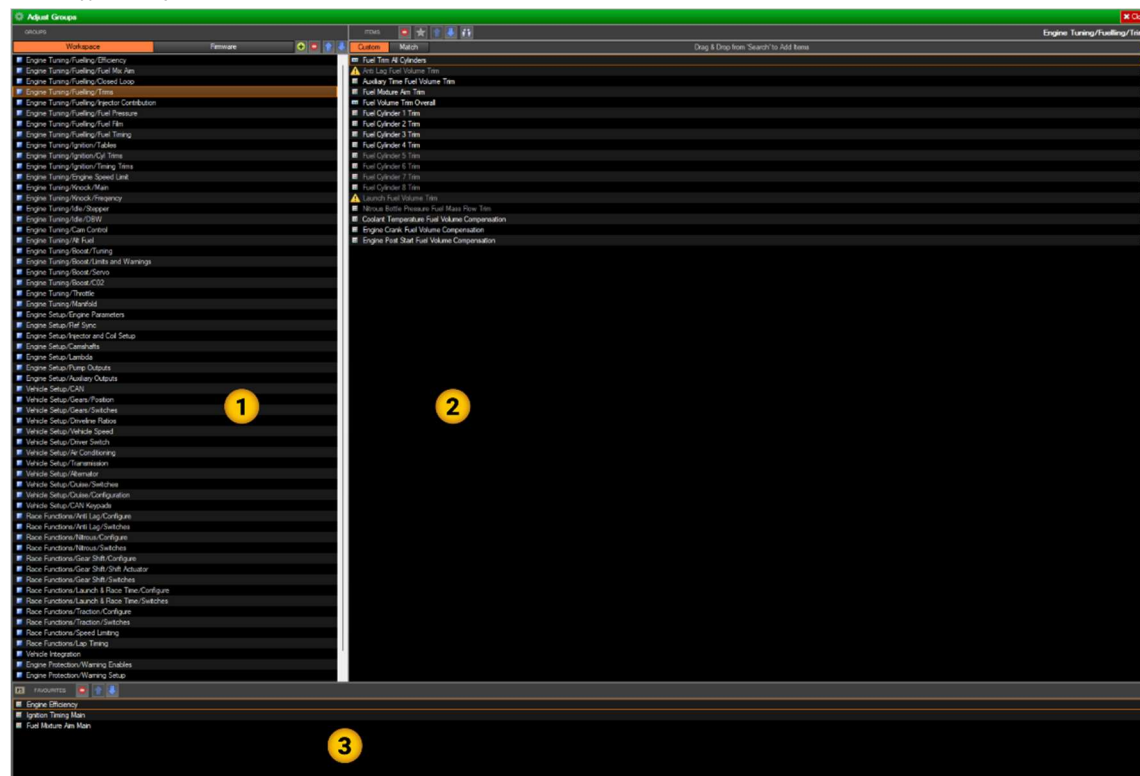 Adjust Groups
Clo
GROUPS
ITEMS
Engine Tuning/Fuelling/Trim
Workspace
Firmware
Custom
Match
Drag & Drop from 'Search' to Add Items
Engine Tuning/Fuelling/Efficiency
Engine Tuning/Fuelling/Fuel Mix Aim
Engine Tuning/Fuelling/Closed Loop
Engine Tuning/Fuelling/Trims
Engine Tuning/Fuelling/Injector Contribution
Engine Tuning/Fuelling/Fuel Pressure
Engine Tuning/Fuelling/Fuel Film
Engine Tuning/Fuelling/Fuel Timing
Engine Tuning/Ignition/Tables
Engine Tuning/Ignition/Cyl Trims
Engine Tuning/Ignition/Timing Trims
Engine Tuning/Engine Speed Limit
Engine Tuning/Knock/Main
Engine Tuning/Knock/Freqency
Engine Tuning/Idle/Stepper
Engine Tuning/Idle/DBW
Engine Tuning/Cam Control
Engine Tuning/Alt Fuel
Engine Tuning/Boost/Tuning
Engine Tuning/Boost/Limits and Warnings
Engine Tuning/Boost/Servo
Engine Tuning/Boost/C02
Engine Tuning/Throttle
Engine Tuning/Manifold
Engine Setup/Engine Parameters
Engine Setup/Ref Sync
Engine Setup/Injector and Coil Setup
Engine Setup/Camshafts
Engine Setup/Lambda
Engine Setup/Pump Outputs
Engine Setup/Auxiliary Outputs
Vehicle Setup/CAN
Vehicle Setup/Gears/Position
Vehicle Setup/Gears/Switches
Vehicle Setup/Driveline Ratios
Vehicle Setup/Vehicle Speed
Vehicle Setup/Driver Switch
Vehicle Setup/Air Conditioning
Vehicle Setup/Transmission
Vehicle Setup/Alternator
Vehicle Setup/Cruise/Switches
Vehicle Setup/Cruise/Configuration
Vehicle Setup/CAN Keypads
Race Functions/Anti Lag/Configure
Race Functions/Anti Lag/Switches
Race Functions/Nitrous/Configure
Race Functions/Nitrous/Switches
Race Functions/Gear Shift/Configure
Race Functions/Gear Shift/Shift Actuator
Race Functions/Gear Shift/Switches
Race Functions/Launch & Race Time/Configure
Race Functions/Launch & Race Time/Switches
Race Functions/Traction/Configure
Race Functions/Traction/Switches
Race Functions/Speed Limiting
Race Functions/Lap Timing
Vehicle Integration
Engine Protection/Warning Enables
Engine Protection/Warning Setup
1
Fuel Trim All Cylinders
Anti Lag Fuel Volume Trim
Auxiliary Time Fuel Volume Trim
Fuel Mixture Aim Trim
Fuel Volume Trim Overall
Fuel Cylinder 1 Trim
Fuel Cylinder 2 Trim
Fuel Cylinder 3 Trim
Fuel Cylinder 4 Trim
Fuel Cylinder 5 Trim
Fuel Cylinder 6 Trim
Fuel Cylinder 7 Trim
Fuel Cylinder 8 Trim
Launch Fuel Volume Trim
Nitrous Bottle Pressure Fuel Mass Flow Trim
Coolant Temperature Fuel Volume Compensation
Engine Crank Fuel Volume Compensation
Engine Post Start Fuel Volume Compensation
2
FAVOURITES
Engine Efficiency
Ignition Timing Main
Fuel Mixture Aim Main
3